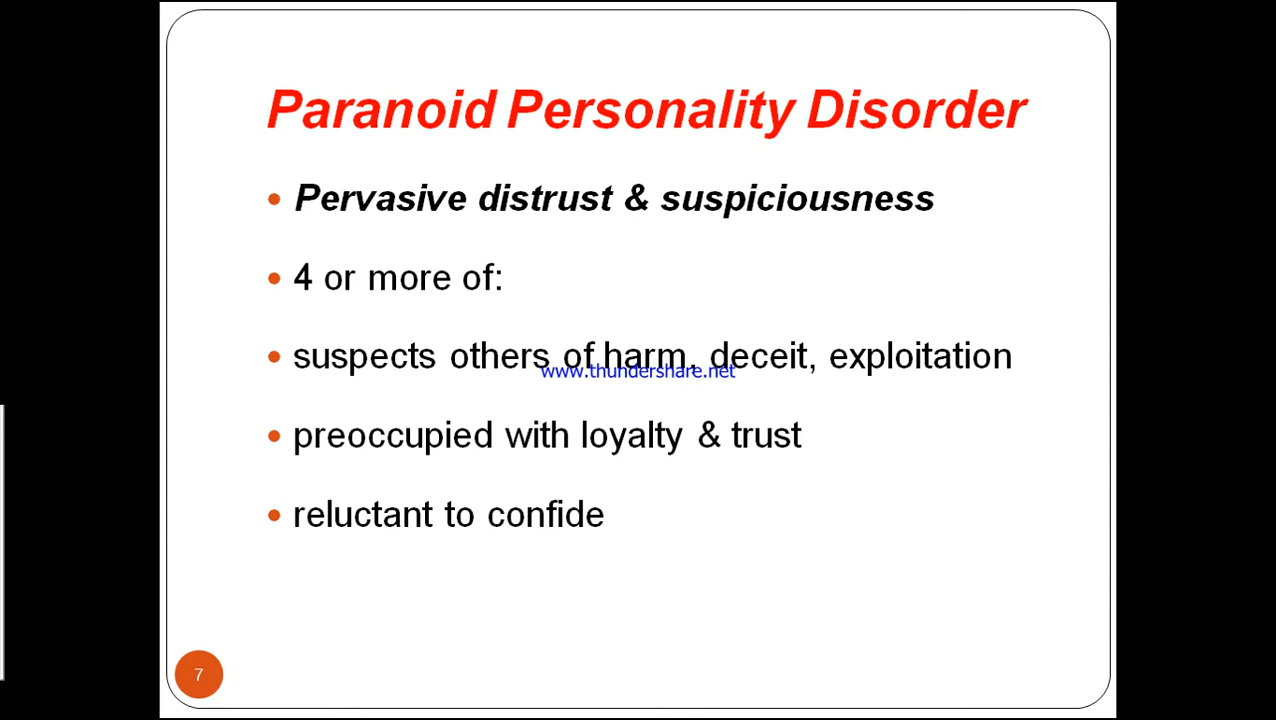 Paranoid Personality Disorder
Pervasive distrust & suspiciousness
4 or more of:
suspects others of harm, deceit, exploitation
www.thundershare.net
preoccupied with loyalty & trust
reluctant to confide
7